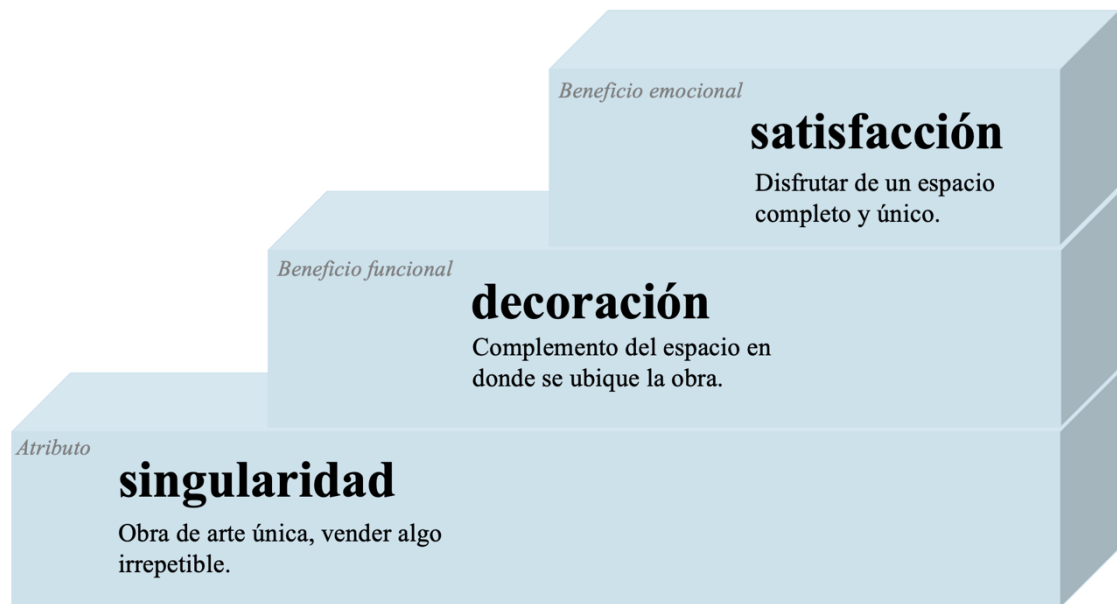 Beneficio emocional
satisfacción
Disfrutar de un espacio
completo y único.
Beneficio funcional
decoración
Complemento del espacio en
donde se ubique la obra.
Atributo
singularidad
Obra de arte única, vender algo
irrepetible.